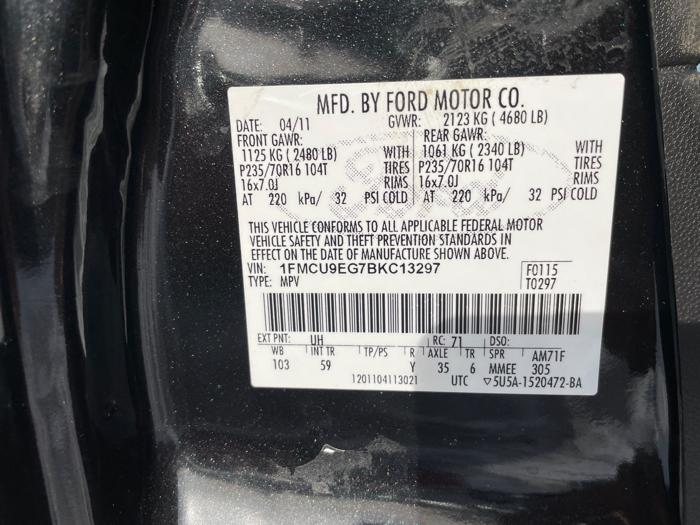 MFD. BY FORD MOTOR CO.
DATE: 04/11 GVWR: 2123 KG ( 4680 LB)
FRONT GAWR: REAR GAWR:
1125 KG ( 2480 LB) WITH 1061 KG ( 2340 LB) WITH
P235/70R16 104T TIRES P235/70R16 104T TIRES
16x7.0J RIMS 16x7.0J RIMS
AT 220 kPa/ 32 PSI COLD AT 220 kPa/ 32 PSI COLD
THIS VEHICLE CONFORMS TO ALL APPLICABLE FEDERAL MOTOR
VEHICLE SAFETY AND THEFT PREVENTION STANDARDS IN
EFFECT ON THE DATE OF MANUFACTURE SHOWN ABOVE.
VIN: 1FMCU9EG7BKC13297 F0115
TYPE: MPV T0297
EXT PNT: UH RC: 71 DSO:
WB INT TR TP/PS R AXLE TR SPR AM71F
103 59 Y 35 6 MMEE 305
1201104113021 UTC ▽5U5A-1520472-BA